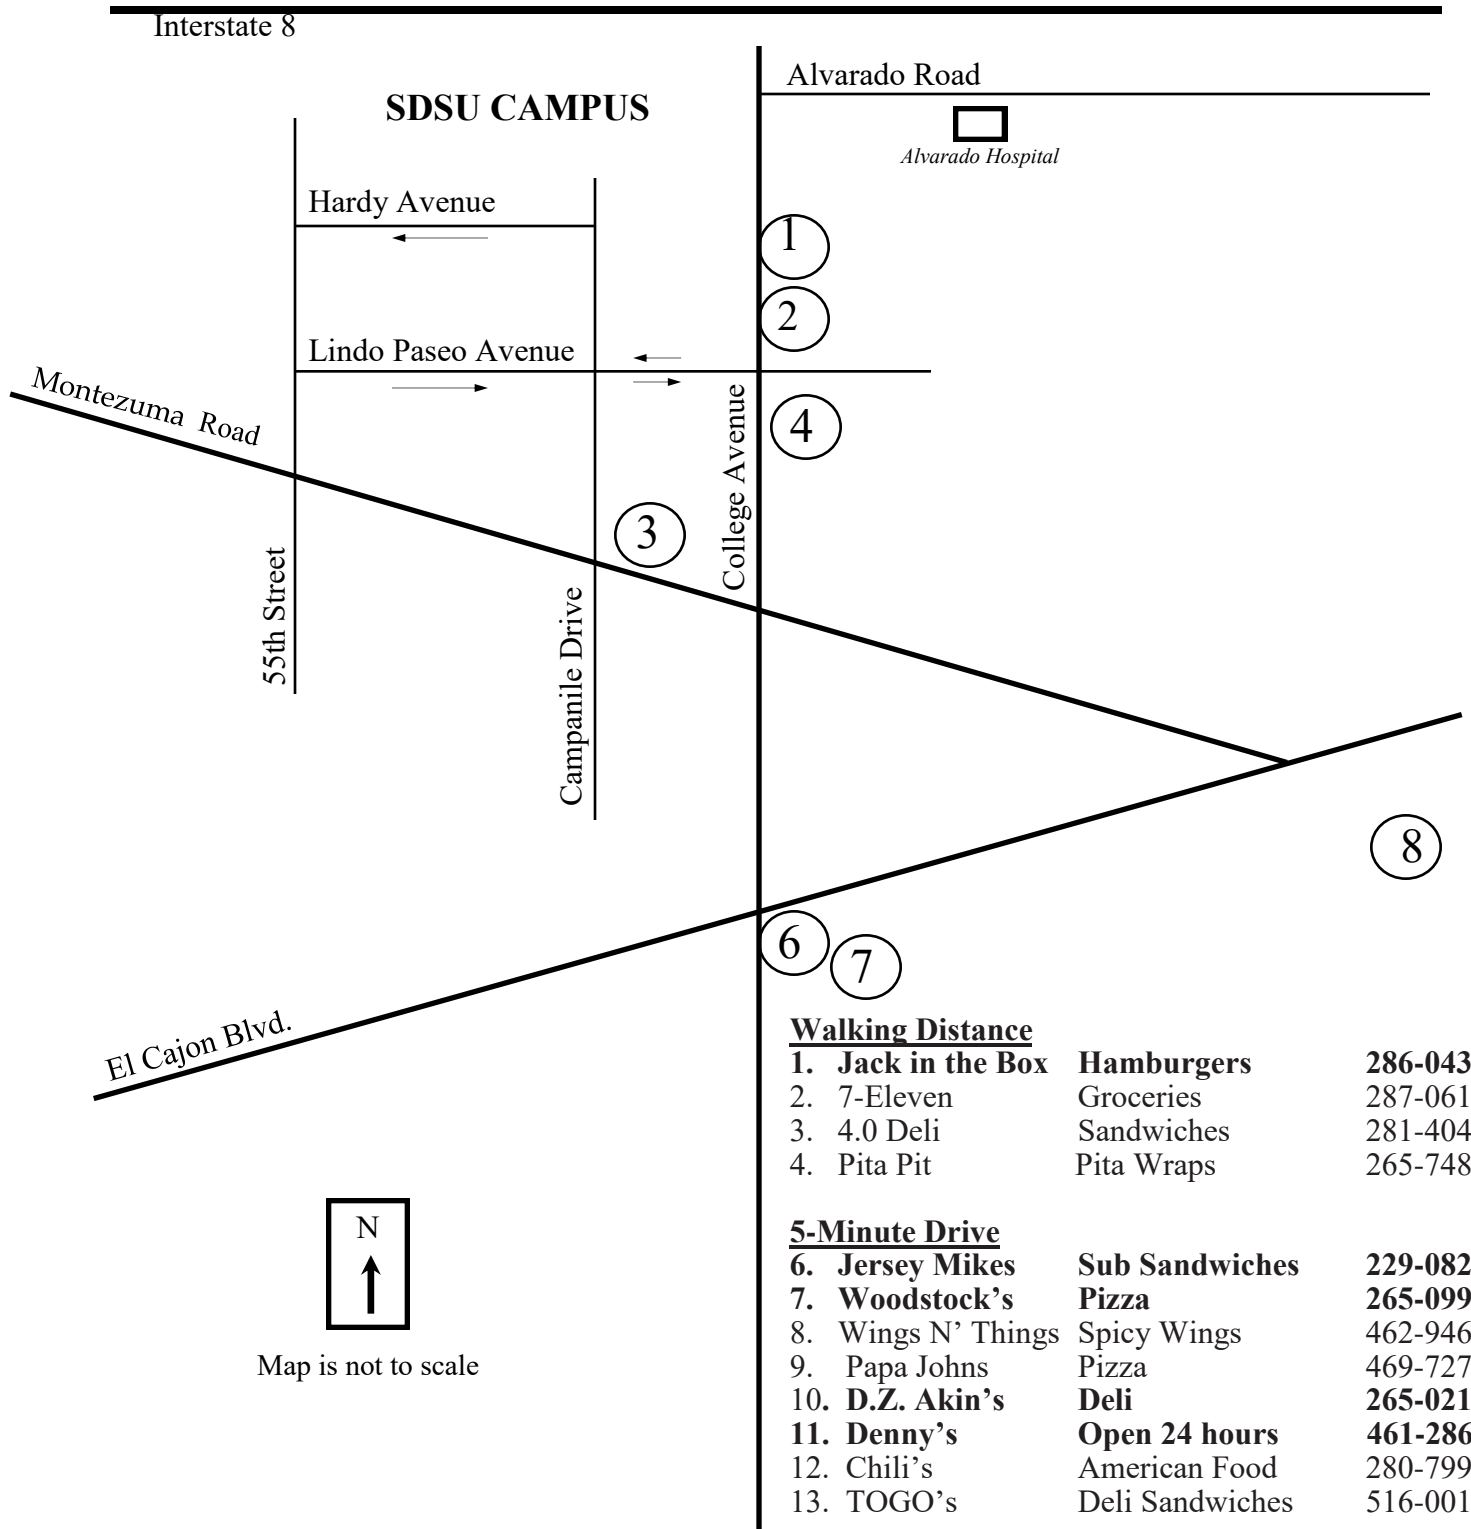 Interstate 8
Alvarado Road
SDSU CAMPUS
Alvarado Hospital
Hardy Avenue
1
2
Lindo Paseo Avenue
Montezuma Road
4
College Avenue
3
55th Street
Campanile Drive
8
6
7
El Cajon Blvd.
Walking Distance
1. Jack in the Box Hamburgers 286-043
2. 7-Eleven Groceries 287-061
3. 4.0 Deli Sandwiches 281-404
4. Pita Pit Pita Wraps 265-748
N
Map is not to scale
5-Minute Drive
6. Jersey Mikes Sub Sandwiches 229-082
7. Woodstock’s Pizza 265-099
8. Wings N’ Things Spicy Wings 462-946
9. Papa Johns Pizza 469-727
10. D.Z. Akin’s Deli 265-021
11. Denny’s Open 24 hours 461-286
12. Chili’s American Food 280-799
13. TOGO’s Deli Sandwiches 516-001